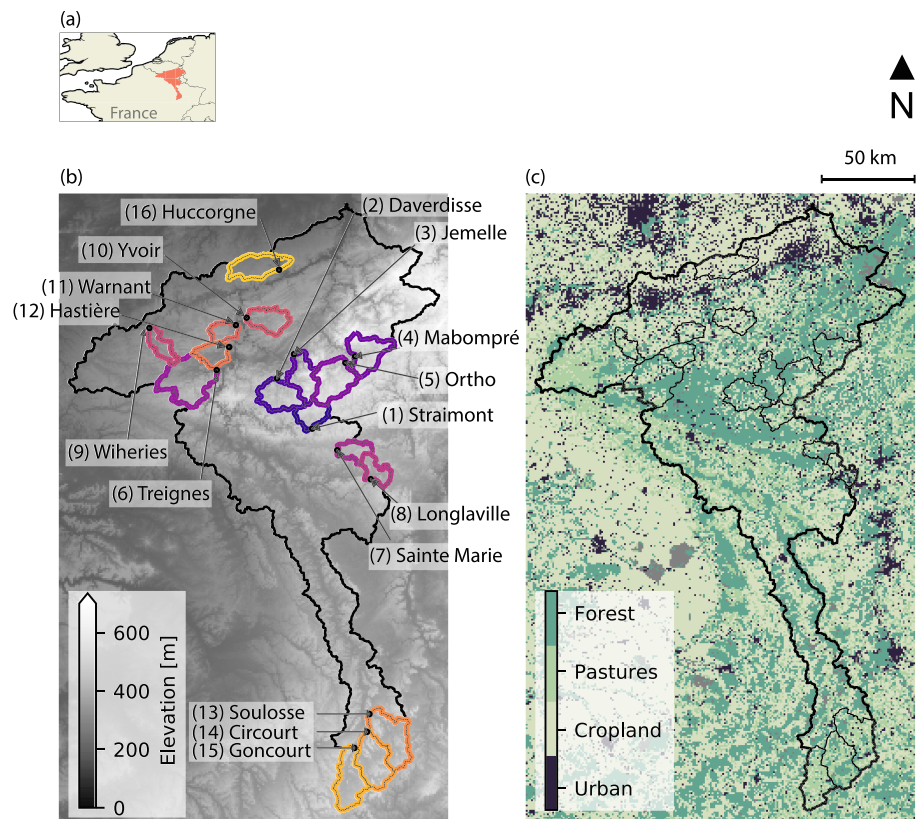 (a)
France
N
50 km
(b)
(c)
(16) Huccorgne
(2) Daverdisse
(3) Jemelle
(10) Yvoir
(11) Warnant
(12) Hastière
(4) Mabompré
(5) Ortho
(1) Straimont
(9) Wiheries
(6) Treignes
(8) Longlaville
(7) Sainte Marie
600
400
200
0
Elevation [m]
(13) Soulosse
(14) Circourt
(15) Goncourt
Forest
Pastures
Cropland
Urban